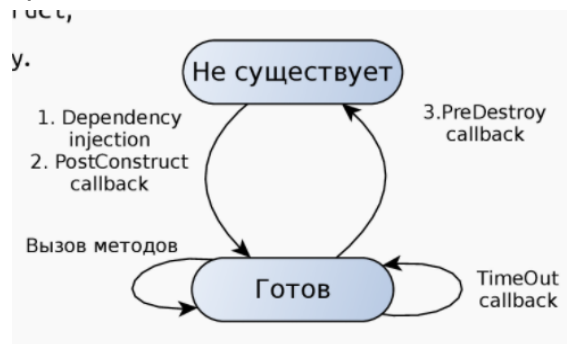 у.
Не существует
1. Dependency
injection
2. PostConstruct
callback
3.PreDestroy
callback
Вызов методов
Готов
TimeOut
callback